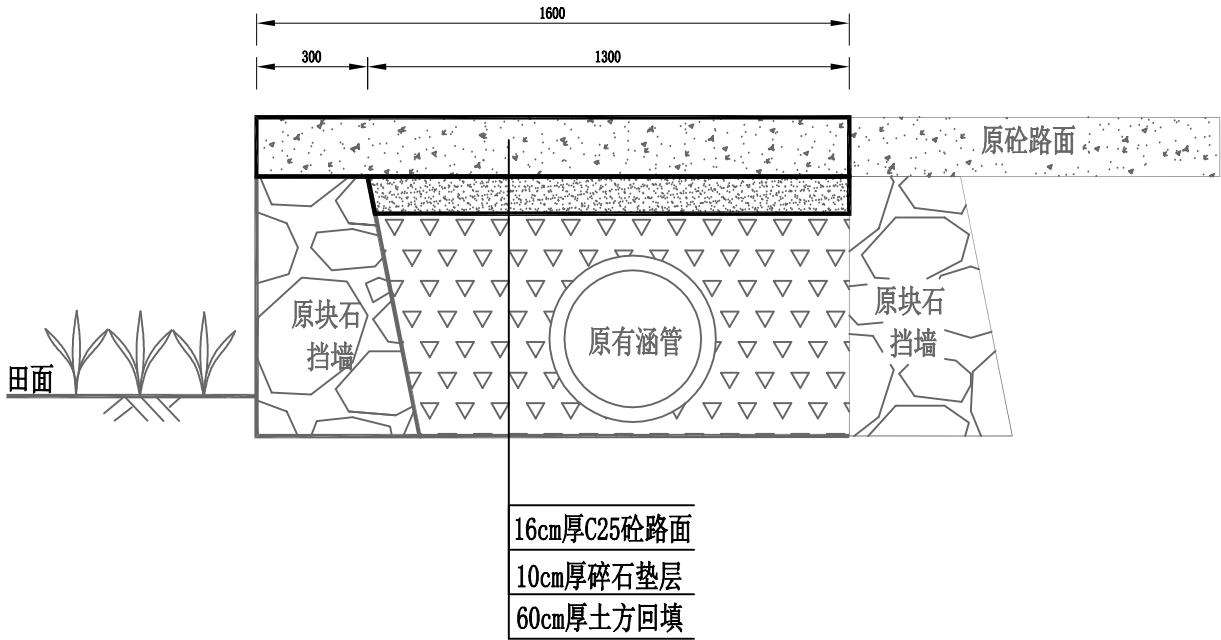 1600
300
1300
原砼路面
原块石
挡墙
原有涵管
原块石
挡墙
田面
16cm厚C25砼路面
10cm厚碎石垫层
60cm厚土方回填